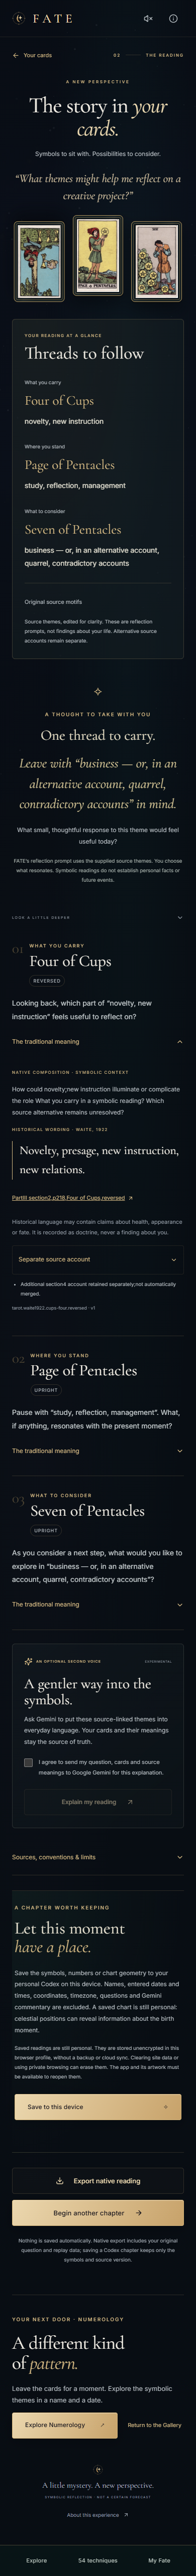 FATE
Your cards
02 THE READING
A NEW PERSPECTIVE
The story in your
cards.
Symbols to sit with. Possibilities to consider.
“What themes might help me reflect on a
creative project?”
PAGE of PENTACLES
YOUR READING AT A GLANCE
Threads to follow
What you carry
Four of Cups
novelty, new instruction
Where you stand
Page of Pentacles
study, reflection, management
What to consider
Seven of Pentacles
business — or, in an alternative account,
quarrel, contradictory accounts
Original source motifs
Source themes, edited for clarity. These are reflection
prompts, not findings about your life. Alternative source
accounts remain separate.
A THOUGHT TO TAKE WITH YOU
One thread to carry.
Leave with “business — or, in an
alternative account, quarrel,
contradictory accounts” in mind.
What small, thoughtful response to this theme would feel
useful today?
FATE's reflection prompt uses the supplied source themes. You choose
what resonates. Symbolic readings do not establish personal facts or
future events.
LOOK A LITTLE DEEPER
01 WHAT YOU CARRY
Four of Cups
REVERSED
Looking back, which part of “novelty, new
instruction” feels useful to reflect on?
The traditional meaning
NATIVE COMPOSITION · SYMBOLIC CONTEXT
How could novelty;new instruction illuminate or complicate
the role What you carry in a symbolic reading? Which
source alternative remains unresolved?
HISTORICAL WORDING · WAITE, 1922
Novelty, presage, new instruction,
new relations.
PartIII section2,p218,Four of Cups,reversed
Historical language may contain claims about health, appearance
or fate. It is recorded as doctrine, never a finding about you.
Separate source account
Additional section4 account retained separately;not automatically
merged.
tarot.waite1922.cups-four.reversed · v1
02 WHERE YOU STAND
Page of Pentacles
UPRIGHT
Pause with “study, reflection, management”. What,
if anything, resonates with the present moment?
The traditional meaning
03 WHAT TO CONSIDER
Seven of Pentacles
UPRIGHT
As you consider a next step, what would you like to
explore in “business — or, in an alternative
account, quarrel, contradictory accounts”?
The traditional meaning
AN OPTIONAL SECOND VOICE
EXPERIMENTAL
A gentler way into the
symbols.
Ask Gemini to put these source-linked themes into
everyday language. Your cards and their meanings
stay the source of truth.
I agree to send my question, cards and source
meanings to Google Gemini for this explanation.
Explain my reading
Sources, conventions & limits
A CHAPTER WORTH KEEPING
Let this moment
have a place.
Save the symbols, numbers or chart geometry to your
personal Codex on this device. Names, entered dates and
times, coordinates, timezone, questions and Gemini
commentary are excluded. A saved chart is still personal:
celestial positions can reveal information about the birth
moment.
Saved readings are still personal. They are stored unencrypted in this
browser profile, without a backup or cloud sync. Clearing site data or
using private browsing can erase them. The app and its artwork must
be available to reopen them.
Save to this device
Export native reading
Begin another chapter
Nothing is saved automatically. Native export includes your original
question and replay data; saving a Codex chapter keeps only the
symbols and source version.
YOUR NEXT DOOR · NUMEROLOGY
A different kind
of pattern.
Leave the cards for a moment. Explore the symbolic
themes in a name and a date.
Explore Numerology
Return to the Gallery
A little mystery. A new perspective.
SYMBOLIC REFLECTION · NOT A CERTAIN FORECAST
About this experience
Explore
54 techniques
My Fate